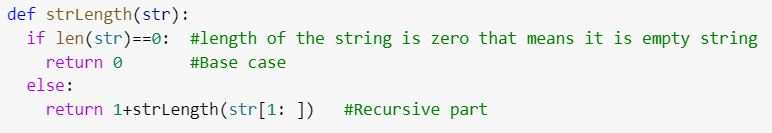 def strLength(str):
  if len(str)==0:  #length of the string is zero that means it is empty string
    return 0       #Base case
  else:
    return 1+strLength(str[1: ])   #Recursive part